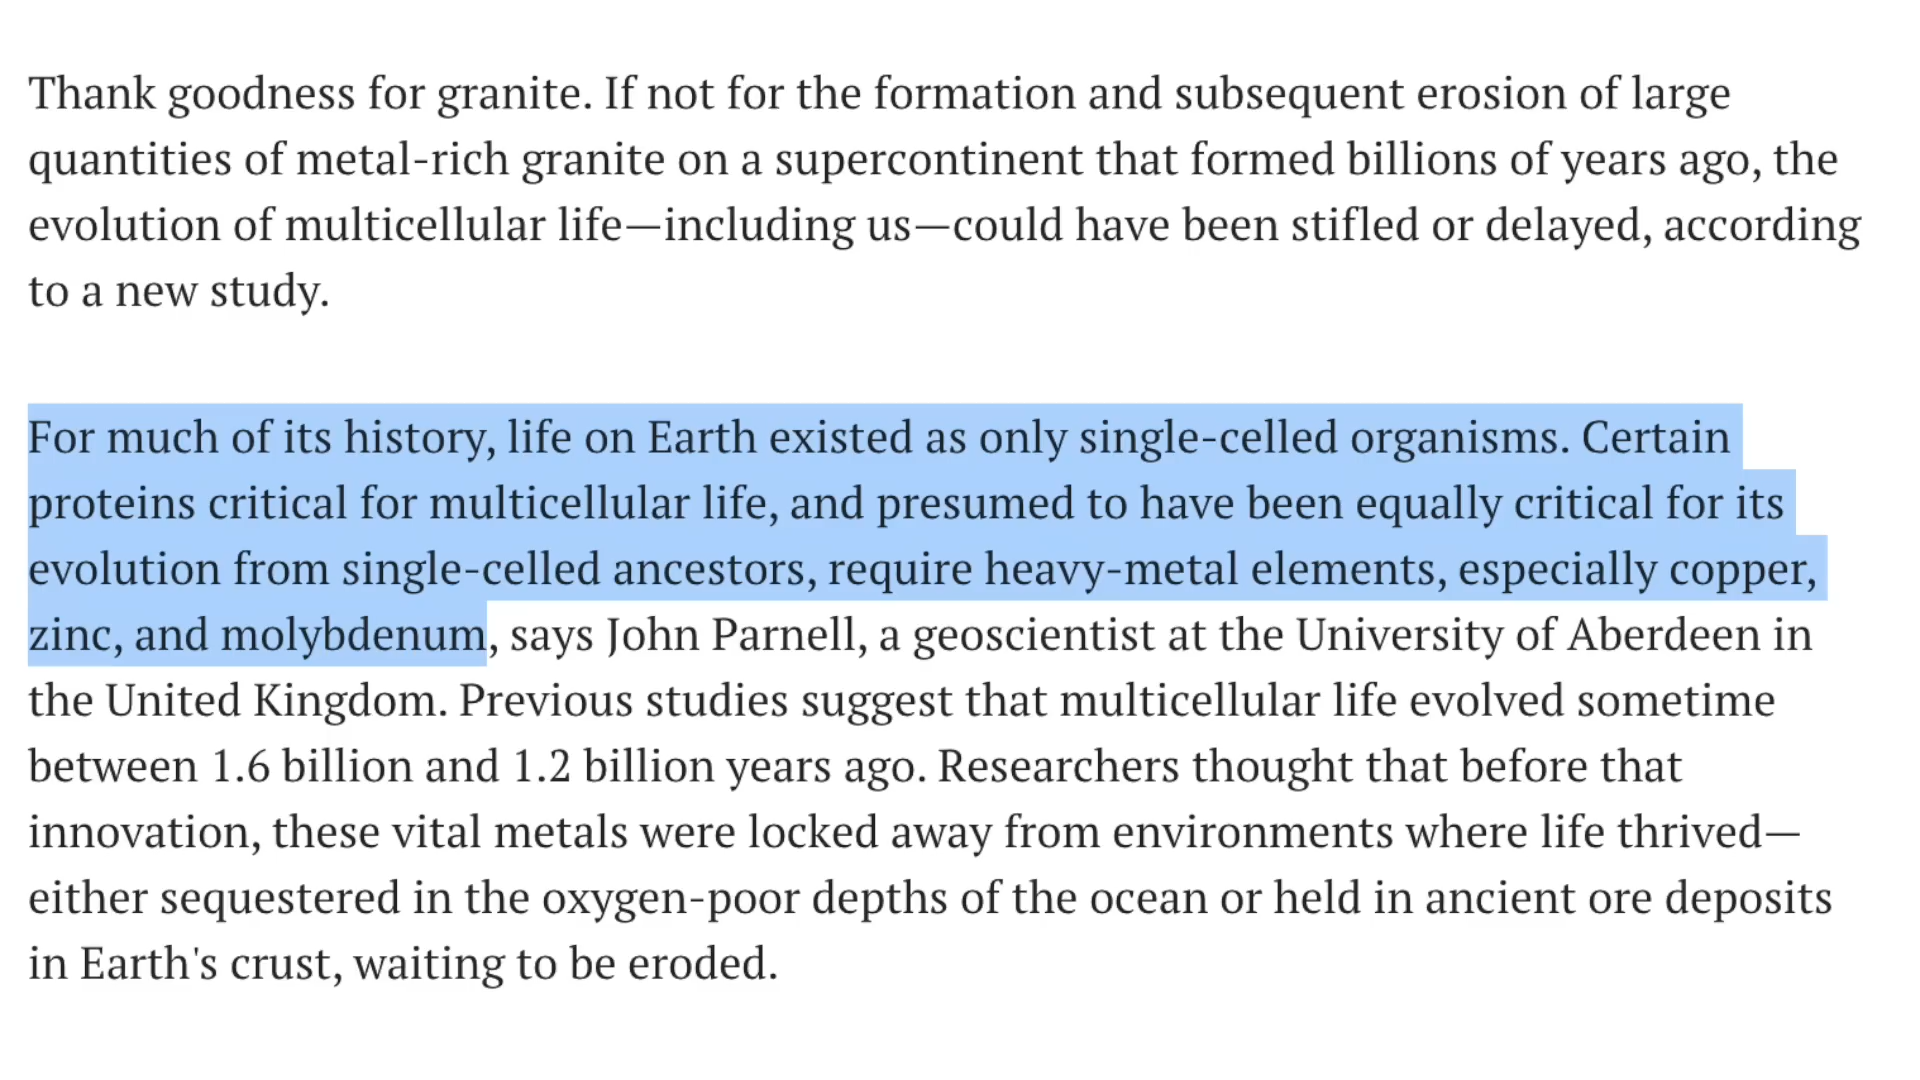 Thank goodness for granite. If not for the formation and subsequent erosion of large
quantities of metal-rich granite on a supercontinent that formed billions of years ago, the
evolution of multicellular life—including us—could have been stifled or delayed, according
to a new study.
For much of its history, life on Earth existed as only single-celled organisms. Certain
proteins critical for multicellular life, and presumed to have been equally critical for its
evolution from single-celled ancestors, require heavy-metal elements, especially copper,
zinc, and molybdenum, says John Parnell, a geoscientist at the University of Aberdeen in
the United Kingdom. Previous studies suggest that multicellular life evolved sometime
between 1.6 billion and 1.2 billion years ago. Researchers thought that before that
innovation, these vital metals were locked away from environments where life thrived—
either sequestered in the oxygen-poor depths of the ocean or held in ancient ore deposits
in Earth's crust, waiting to be eroded.